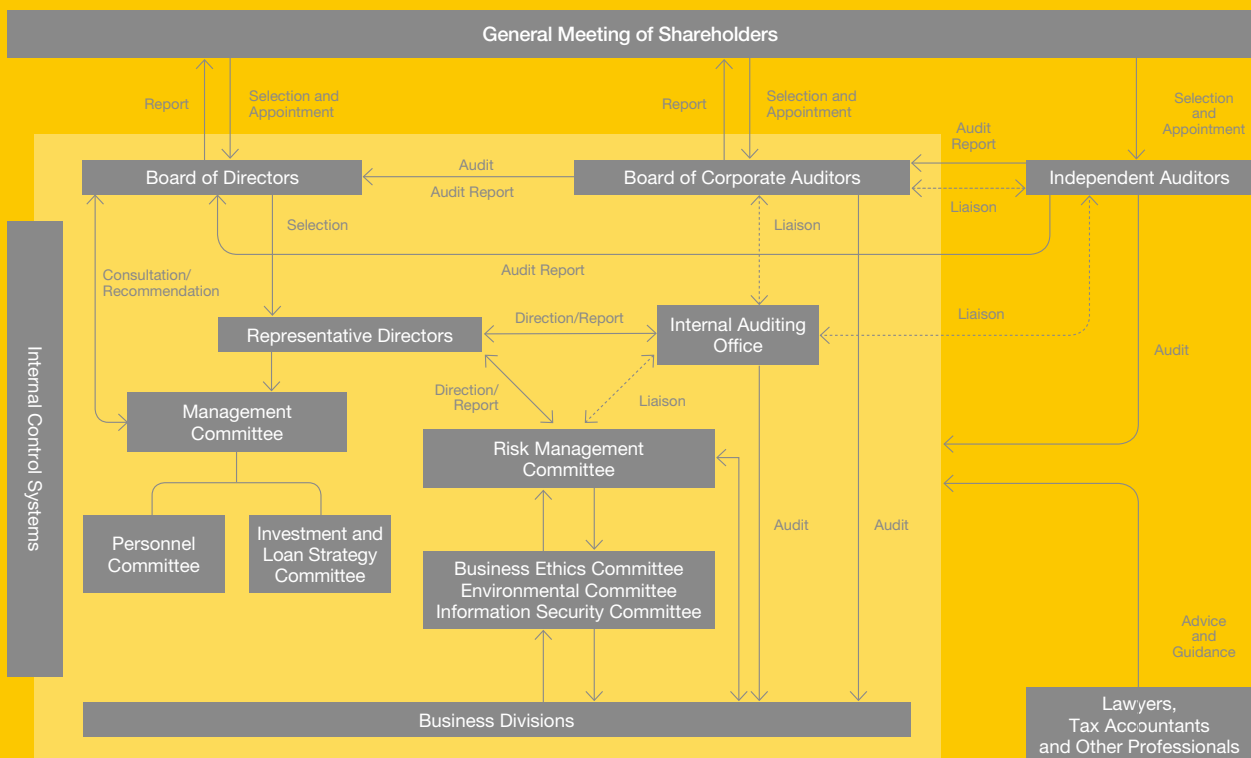 General Meeting of Shareholders
Report
Selection and
Appointment
Report
Selection and
Appointment
Selection
and
Appointment
Audit
Report
Board of Directors
Audit
Audit Report
Board of Corporate Auditors
Independent Auditors
Liaison
Selection
Liaison
Audit Report
Consultation/
Recommendation
Internal Control Systems
Representative Directors
Direction/Report
Internal Auditing
Office
Liaison
Audit
Direction/
Report
Liaison
Management
Committee
Risk Management
Committee
Personnel
Committee
Investment and
Loan Strategy
Committee
Audit
Audit
Business Ethics Committee
Environmental Committee
Information Security Committee
Advice
and
Guidance
Business Divisions
Lawyers,
Tax Accountants
and Other Professionals